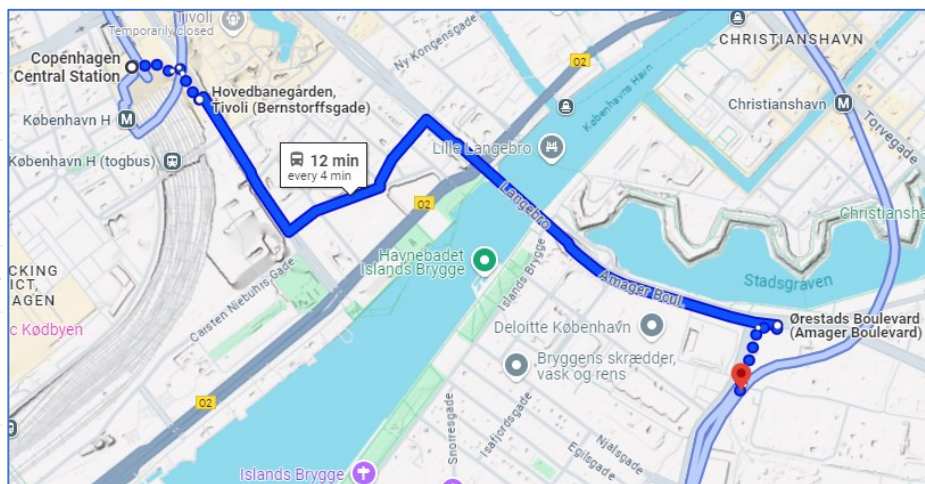 Tivoli
Temporarily closed
Copenhagen
Central Station
Hovedbanegården,
Tivoli (Bernstorffsgade)
København H
M
København H (togbus)
12 min
every 4 min
Ny Kongensgade
O2
CHRISTIANSHAVN
Københavns Havn
Christianshavn
M
Torvegade
Lille Langebro
Langebro
O2
Christiansha
Havnebadet
Islands Brygge
Islands Brygge
Amager Boul.
Stadsgraven
Carsten Niebuhrs Gade
CKING
ICT,
HAGEN
c Kødbyen
Ørestads Boulevard
(Amager Boulevard)
Deloitte København
Bryggens skrædder,
vask og rens
O2
Snorresgade
Isafjordsgade
Njalsgade
Egilsgade
Islands Brygge